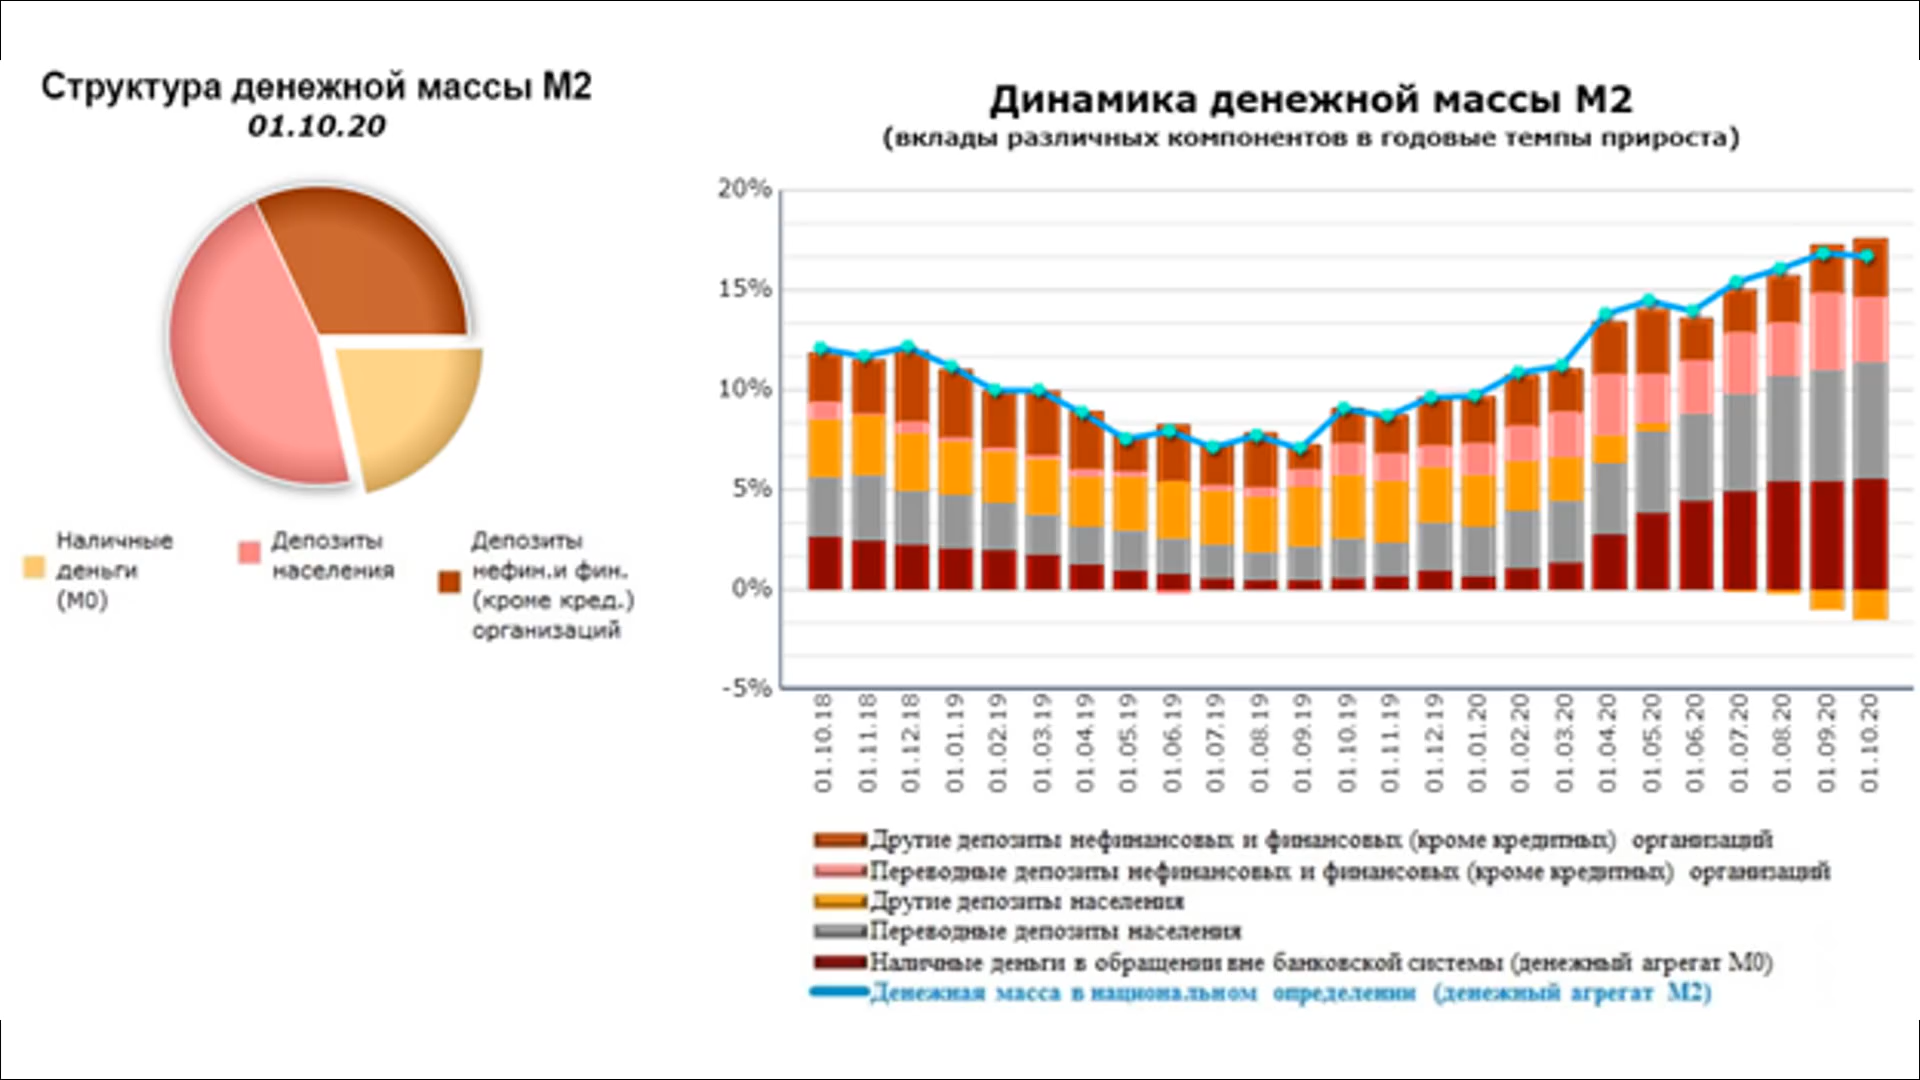 Структура денежной массы М2
01.10.20
Наличные
деньги
(М0)
Депозиты
населения
Депозиты
нефин.и фин.
(кроме кред.)
организаций
Динамика денежной массы М2
(вклады различных компонентов в годовые темпы прироста)
20%
15%
10%
5%
0%
-5%
01.10.18
01.11.18
01.12.18
01.01.19
01.02.19
01.03.19
01.04.19
01.05.19
01.06.19
01.07.19
01.08.19
01.09.19
01.10.19
01.11.19
01.12.19
01.01.20
01.02.20
01.03.20
01.04.20
01.05.20
01.06.20
01.07.20
01.08.20
01.09.20
01.10.20
Другие депозиты нефинансовых и финансовых (кроме кредитных) организаций
Переводные депозиты нефинансовых и финансовых (кроме кредитных) организаций
Другие депозиты населения
Переводные депозиты населения
Наличные деньги в обращении вне банковской системы (денежный агрегат М0)
Денежная масса в национальном определении (денежный агрегат М2)